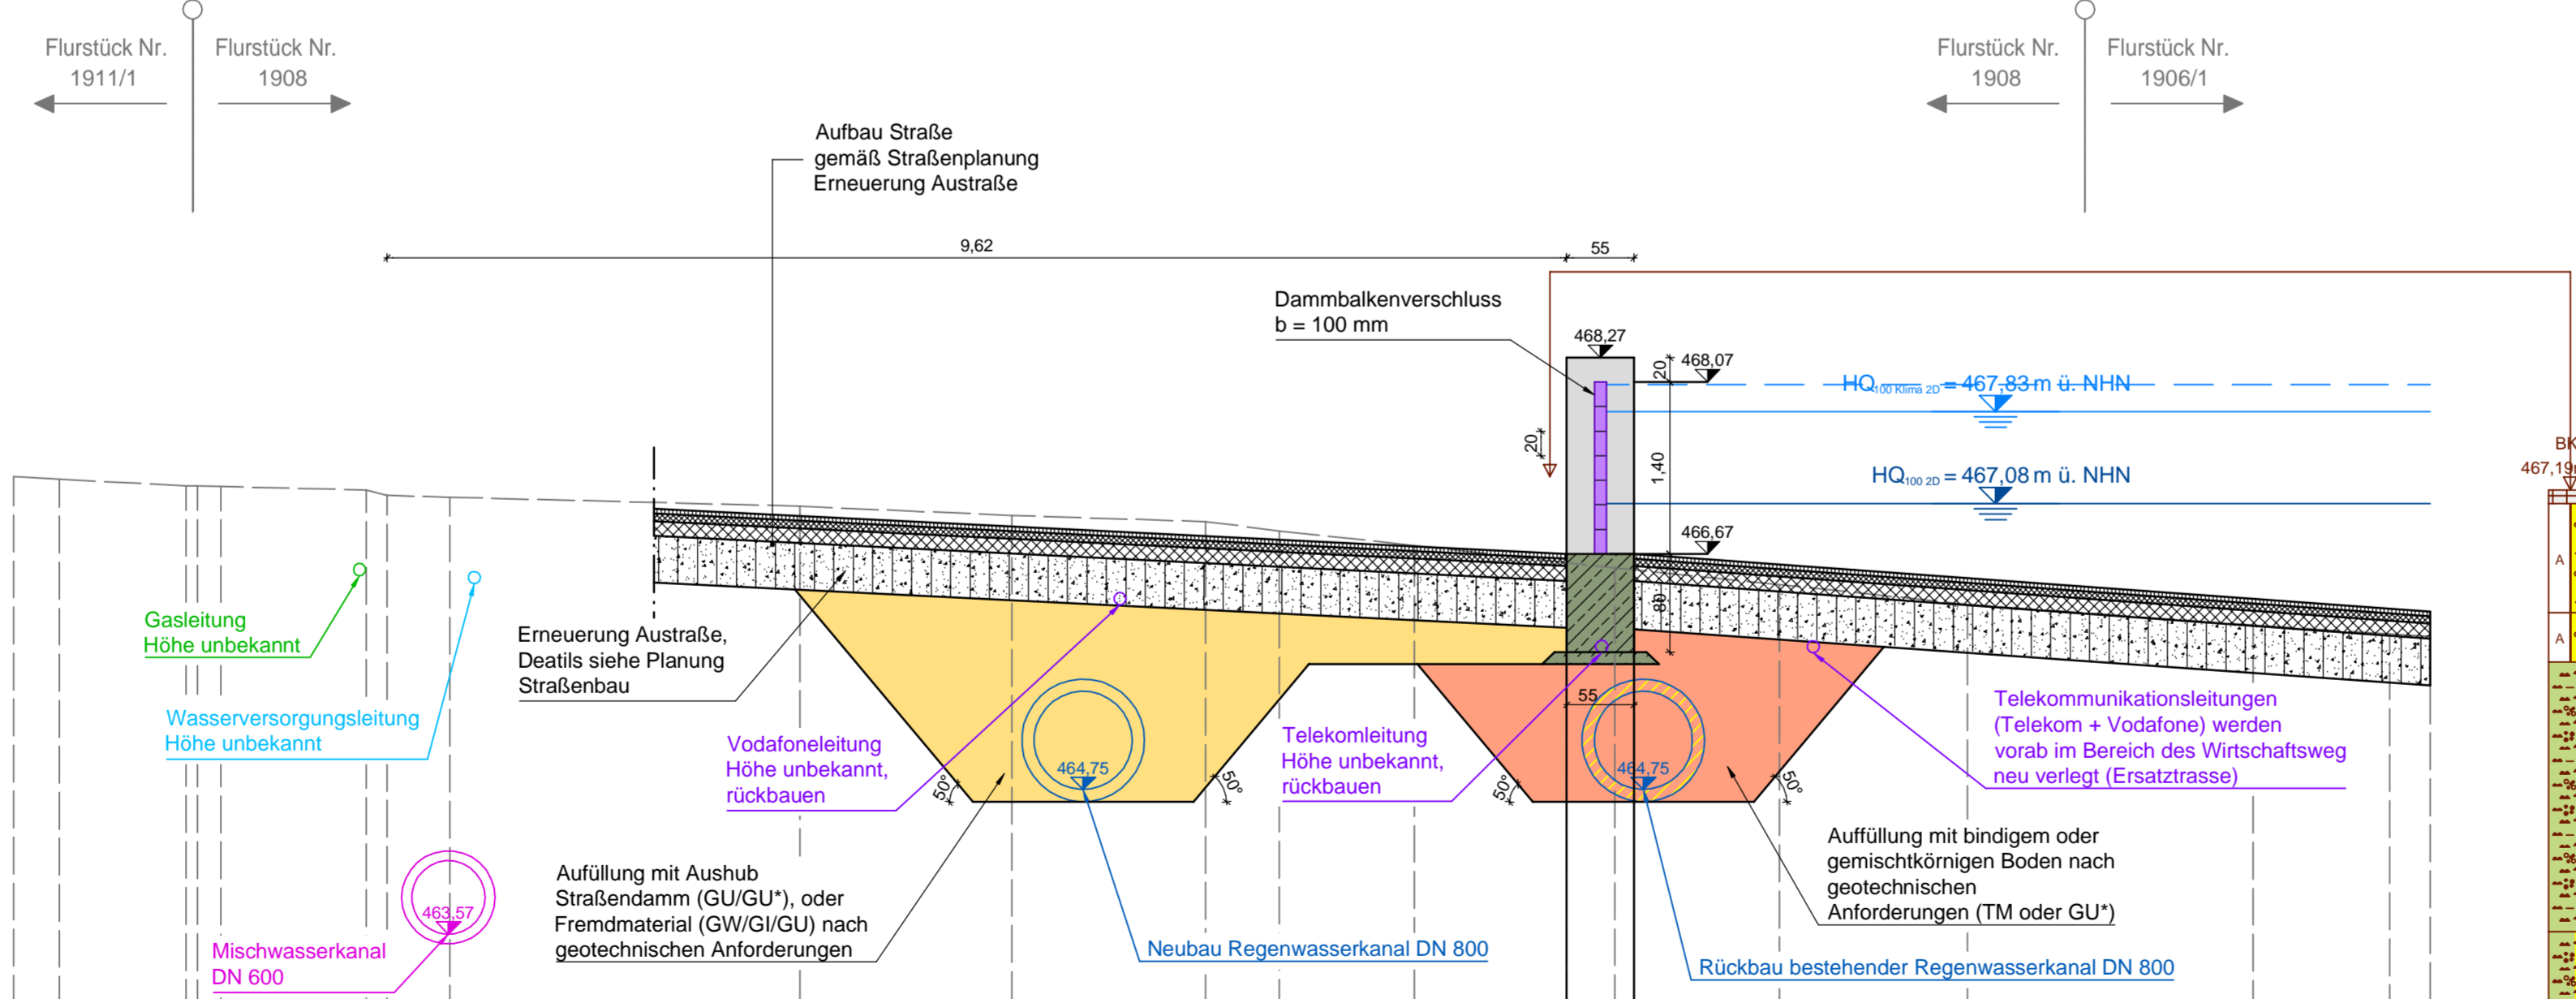 Flurstück Nr.
1911/1
Flurstück Nr.
1908
Flurstück Nr.
1908
Flurstück Nr.
1906/1
Aufbau Straße
gemäß Straßenplanung
Erneuerung Austraße
9,62
55
Dammbalkenverschluss
b = 100 mm
468,27
20
468,07
HQ100 Klima 2D = 467,83 m ü. NHN
20
1,40
HQ100 2D = 467,08 m ü. NHN
467,19
466,67
A
80
A
Gasleitung
Höhe unbekannt
Erneuerung Austraße,
Deatils siehe Planung
Straßenbau
Wasserversorgungsleitung
Höhe unbekannt
Vodafoneleitung
Höhe unbekannt,
rückbauen
464,75
50°
50°
Telekomleitung
Höhe unbekannt,
rückbauen
55
464,75
50°
50°
Telekommunikationsleitungen
(Telekom + Vodafone) werden
vorab im Bereich des Wirtschaftsweg
neu verlegt (Ersatztrasse)
Aufüllung mit Aushub
Straßendamm (GU/GU*), oder
Fremdmaterial (GW/GI/GU) nach
geotechnischen Anforderungen
Auffüllung mit bindigem oder
gemischtkörnigen Boden nach
geotechnischen
Anforderungen (TM oder GU*)
463,57
Mischwasserkanal
DN 600
Neubau Regenwasserkanal DN 800
Rückbau bestehender Regenwasserkanal DN 800